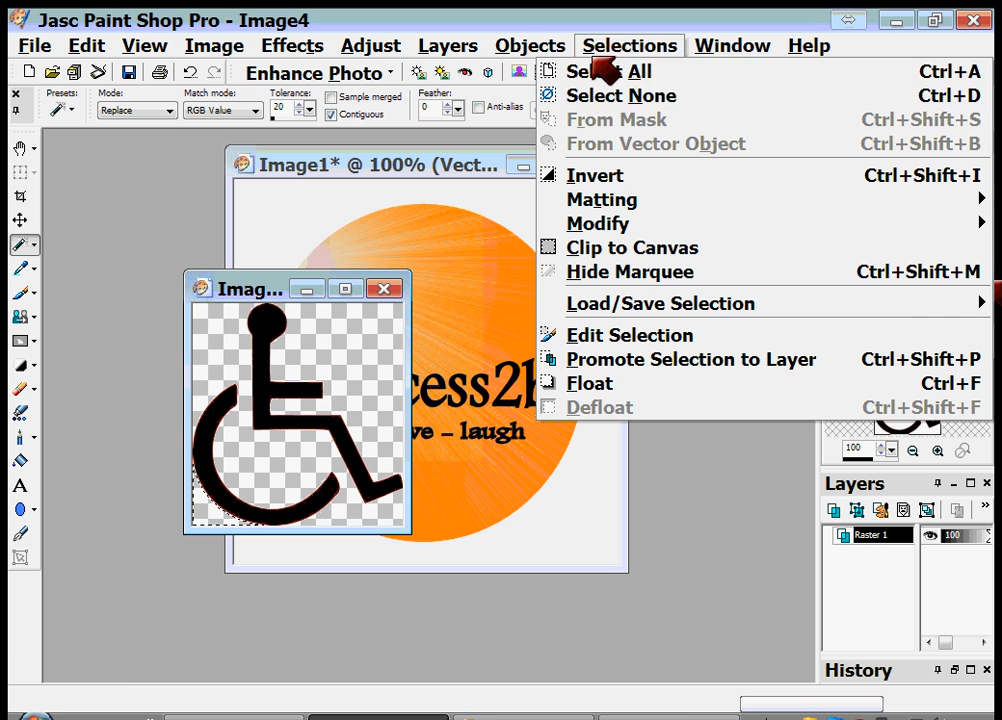 Jasc Paint Shop Pro - Image4
File Edit View Image Effects Adjust Layers Objects Selections Window Help
Enhance Photo
Presets: Mode: Match mode: Tolerance: Sample merged Feather: Anti-alias
Replace RGB Value 20 Contiguous 0
Select All Ctrl+A
Select None Ctrl+D
From Mask Ctrl+Shift+S
From Vector Object Ctrl+Shift+B
Invert Ctrl+Shift+I
Matting
Modify
Clip to Canvas
Hide Marquee Ctrl+Shift+M
Load/Save Selection
Edit Selection
Promote Selection to Layer Ctrl+Shift+P
Float Ctrl+F
Defloat Ctrl+Shift+F
Image1* @ 100% (Vect...
Imag...
cess2b
ve – laugh
100
Layers
Raster 1 100
History